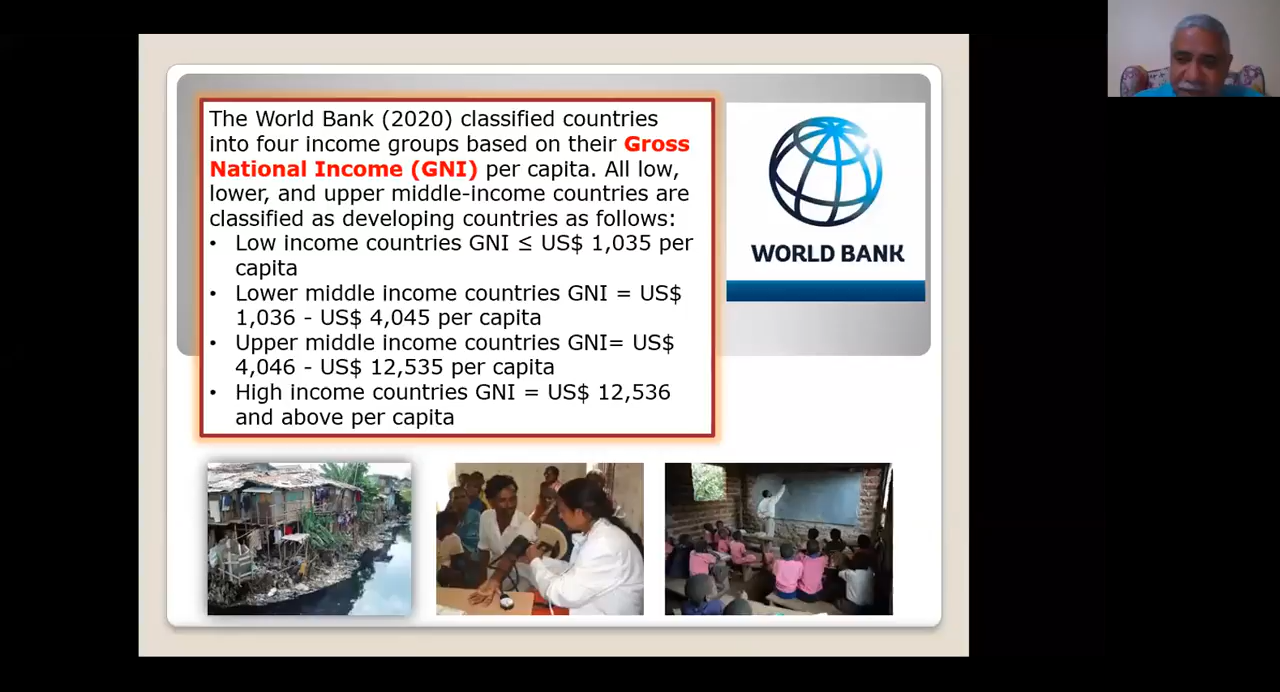 The World Bank (2020) classified countries
into four income groups based on their Gross
National Income (GNI) per capita. All low,
lower, and upper middle-income countries are
classified as developing countries as follows:
• Low income countries GNI ≤ US$ 1,035 per
capita
• Lower middle income countries GNI = US$
1,036 - US$ 4,045 per capita
• Upper middle income countries GNI= US$
4,046 - US$ 12,535 per capita
• High income countries GNI = US$ 12,536
and above per capita
WORLD BANK